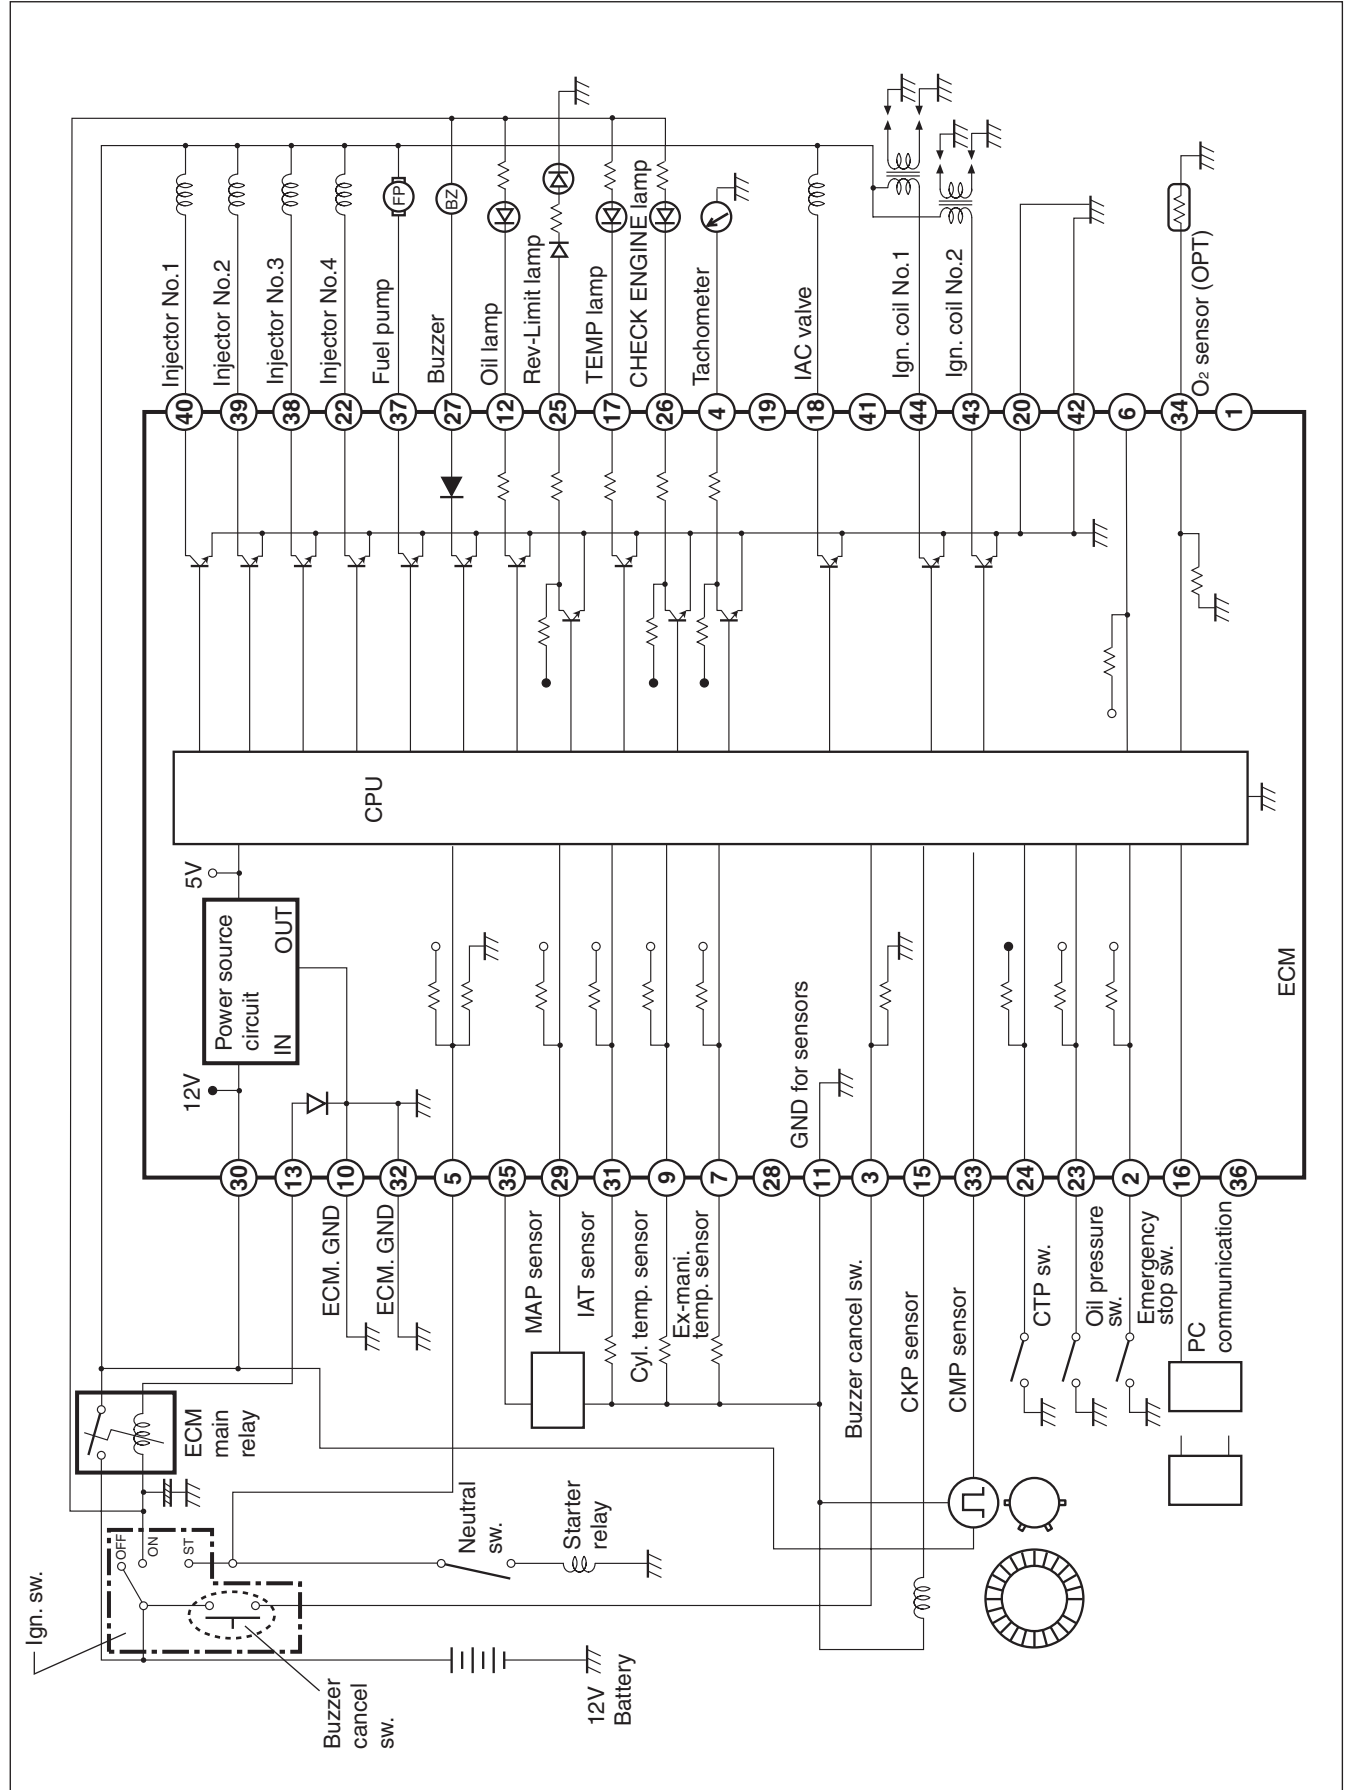 Injector No.1
Injector No.2
Injector No.3
Injector No.4
Fuel pump
FP
Buzzer
BZ
Oil lamp
Rev-Limit lamp
TEMP lamp
CHECK ENGINE lamp
Tachometer
IAC valve
Ign. coil No.1
Ign. coil No.2
O2 sensor (OPT)
40
39
38
22
37
27
12
25
17
26
4
19
18
41
44
43
20
42
6
34
1
CPU
5V
Power source
circuit
IN
OUT
12V
GND for sensors
ECM
30
13
10
32
5
35
29
31
9
7
28
11
3
15
33
24
23
2
16
36
ECM. GND
ECM. GND
MAP sensor
IAT sensor
Cyl. temp. sensor
Ex-mani.
temp. sensor
Buzzer cancel sw.
CKP sensor
CMP sensor
CTP sw.
Oil pressure
sw.
Emergency
stop sw.
PC
communication
ECM
main
relay
OFF
ON
ST
Neutral
sw.
Starter
relay
Ign. sw.
Buzzer
cancel
sw.
12V
Battery